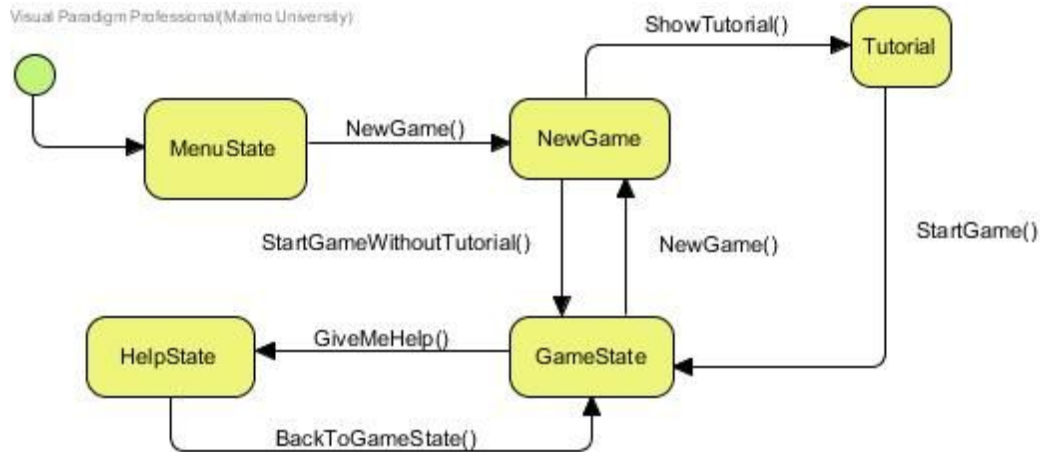 Visual Paradigm Professional(Malmo University)
ShowTutorial()
Tutorial
NewGame()
MenuState
NewGame
StartGameWithoutTutorial()
NewGame()
StartGame()
GiveMeHelp()
HelpState
GameState
BackToGameState()